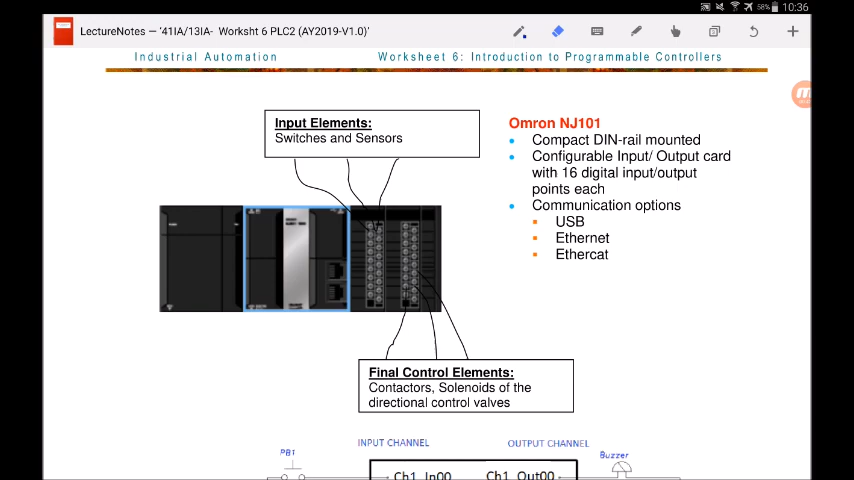 58% 10:36
LectureNotes — ‘41IA/13IA- Worksht 6 PLC2 (AY2019-V1.0)’
Industrial Automation Worksheet 6: Introduction to Programmable Controllers
Input Elements:
Switches and Sensors
Omron NJ101
Compact DIN-rail mounted
Configurable Input/ Output card
with 16 digital input/output
points each
Communication options
USB
Ethernet
Ethercat
Final Control Elements:
Contactors, Solenoids of the
directional control valves
INPUT CHANNEL OUTPUT CHANNEL
PB1 Buzzer
Ch1_In00 Ch1_Out00